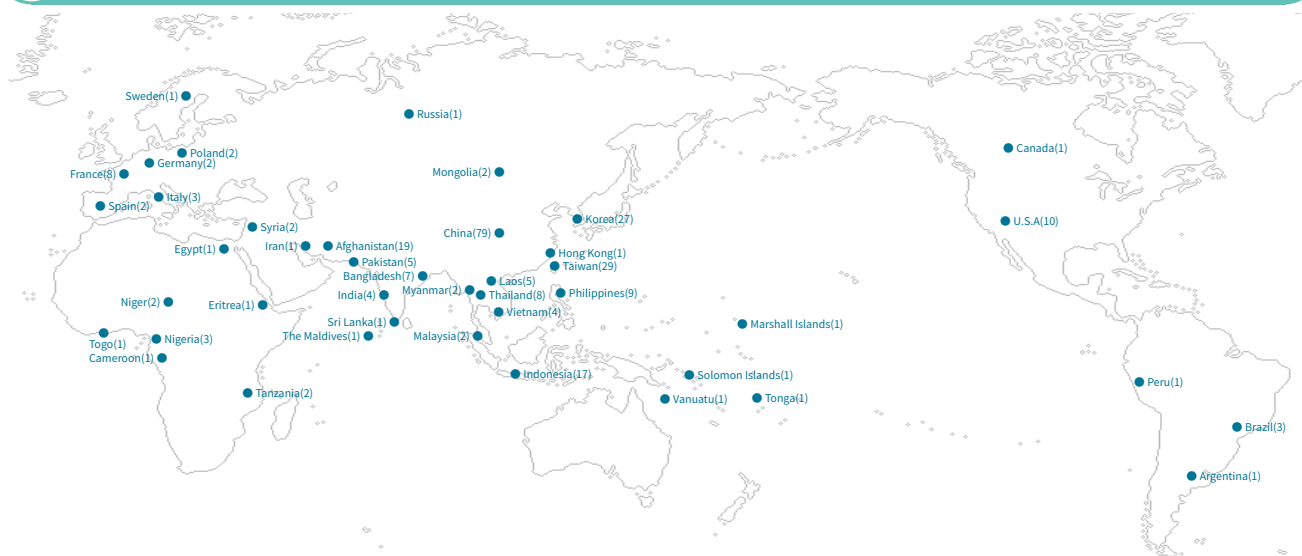 Sweden(1)
Russia(1)
Canada(1)
Poland(2)
Germany(2)
France(8)
Mongolia(2)
Italy(3)
Spain(2)
Korea(27)
U.S.A(10)
Syria(2)
China(79)
Iran(1)
Afghanistan(19)
Egypt(1)
Hong Kong(1)
Pakistan(5)
Taiwan(29)
Bangladesh(7)
Laos(5)
Myanmar(2)
Philippines(9)
India(4)
Thailand(8)
Niger(2)
Eritrea(1)
Vietnam(4)
Sri Lanka(1)
Marshall Islands(1)
The Maldives(1)
Malaysia(2)
Nigeria(3)
Togo(1)
Cameroon(1)
Indonesia(17)
Solomon Islands(1)
Peru(1)
Tanzania(2)
Vanuatu(1)
Tonga(1)
Brazil(3)
Argentina(1)